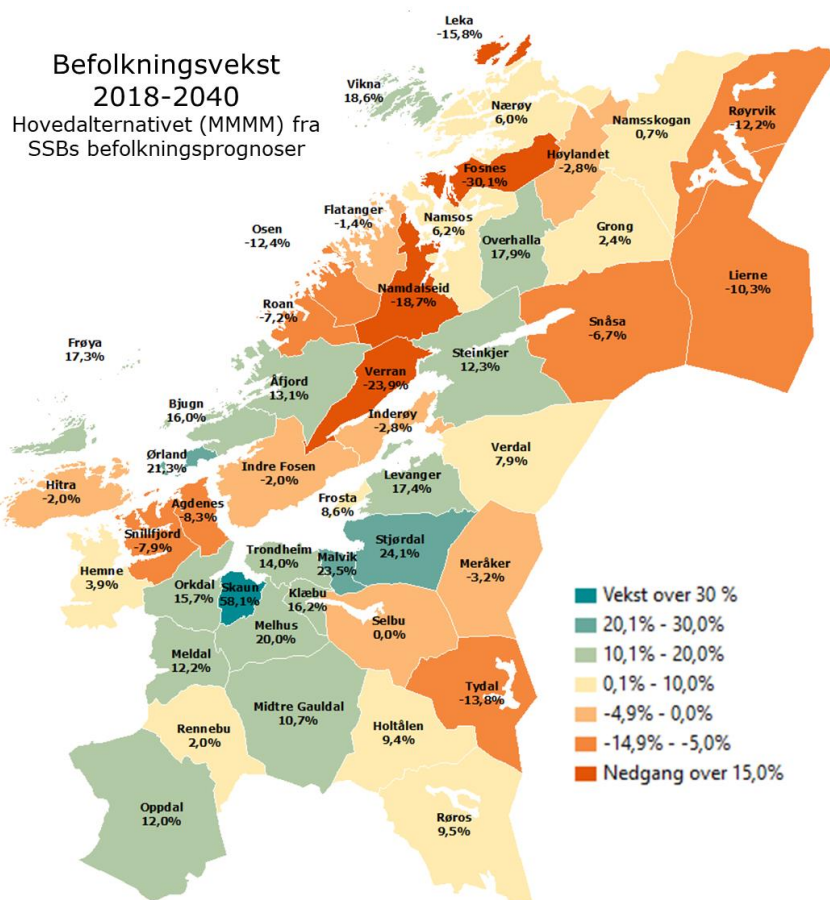 Befolkningsvekst
2018-2040
Hovedalternativet (MMMM) fra
SSBs befolkningsprognoser
Leka
-15,8%
Vikna
18,6%
Nærøy
6,0%
Namsskogan
0,7%
Røyrvik
-12,2%
Høylandet
-2,8%
Fosnes
-30,1%
Flatanger
-1,4%
Namsos
6,2%
Osen
-12,4%
Overhalla
17,9%
Grong
2,4%
Lierne
-10,3%
Namdalseid
-18,7%
Roan
-7,2%
Snåsa
-6,7%
Frøya
17,3%
Steinkjer
12,3%
Verran
-23,9%
Åfjord
13,1%
Bjugn
16,0%
Inderøy
-2,8%
Verdal
7,9%
Ørland
21,3%
Indre Fosen
-2,0%
Levanger
17,4%
Hitra
-2,0%
Frosta
8,6%
Agdenes
-8,3%
Snillfjord
-7,9%
Stjørdal
24,1%
Trondheim
14,0%
Malvik
23,5%
Meråker
-3,2%
Hemne
3,9%
Orkdal
15,7%
Skaun
58,1%
Klæbu
16,2%
Selbu
0,0%
Melhus
20,0%
Meldal
12,2%
Tydal
-13,8%
Midtre Gauldal
10,7%
Rennebu
2,0%
Holtålen
9,4%
Oppdal
12,0%
Røros
9,5%
Vekst over 30 %
20,1% - 30,0%
10,1% - 20,0%
0,1% - 10,0%
-4,9% - 0,0%
-14,9% - -5,0%
Nedgang over 15,0%